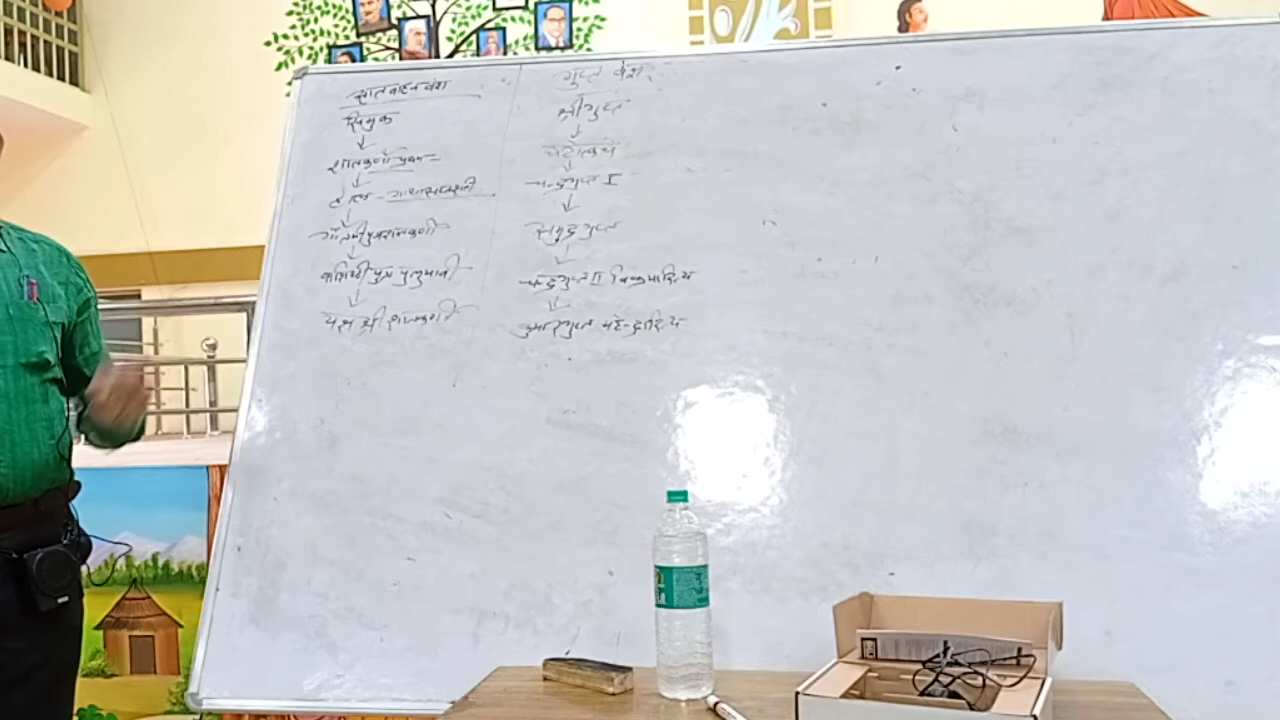 सातवाहन वंश
सिमुक
↓
शातकर्णी प्रथम
↓
हाल - गाथासप्तशती
↓
गौतमीपुत्र शातकर्णी
↓
वाशिष्ठी पुत्र पुलुमावी
↓
यज्ञ श्री शातकर्णी
गुप्त वंश
श्रीगुप्त
↓
घटोत्कच
↓
चन्द्रगुप्त I
↓
समुद्रगुप्त
↓
चन्द्रगुप्त II विक्रमादित्य
↓
कुमारगुप्त महेन्द्रादित्य